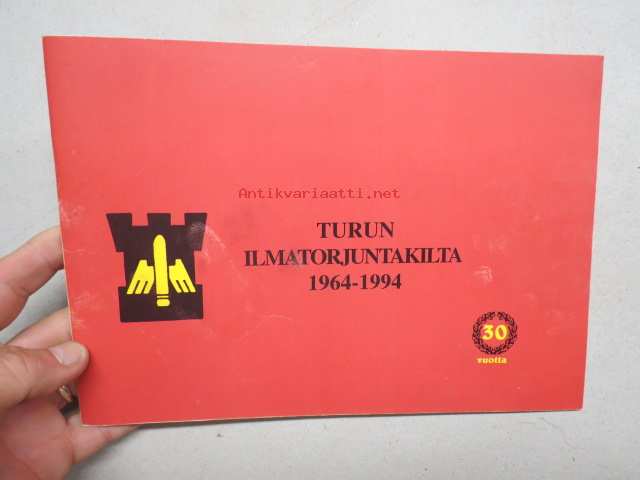 Antikvariaatti.net
TURUN
ILMATORJUNTAKILTA
1964-1994
30
vuotta